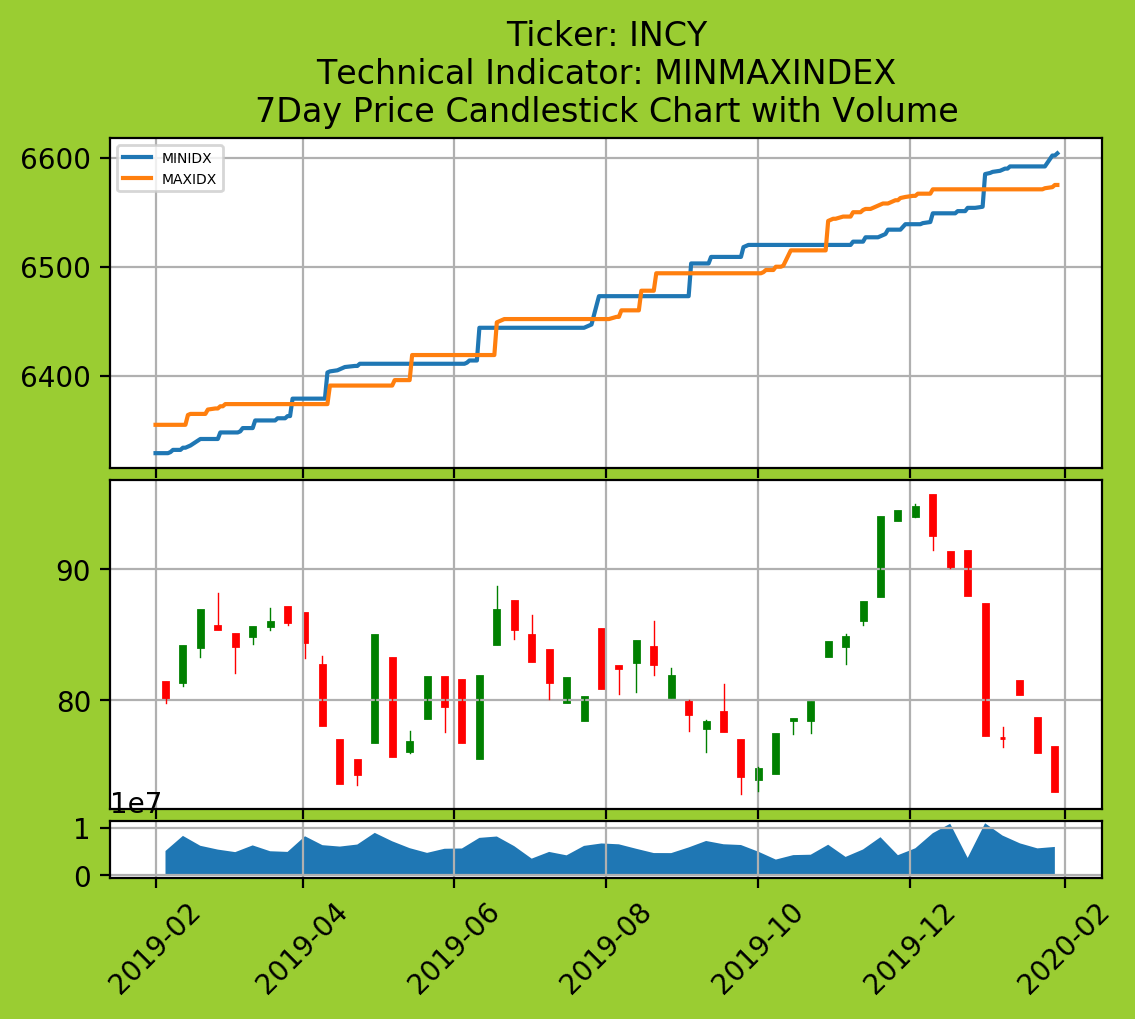 Ticker: INCY
Technical Indicator: MINMAXINDEX
7Day Price Candlestick Chart with Volume
MINIDX
MAXIDX
6600
6500
6400
90
80
1e7
1
0
2019-02
2019-04
2019-06
2019-08
2019-10
2019-12
2020-02